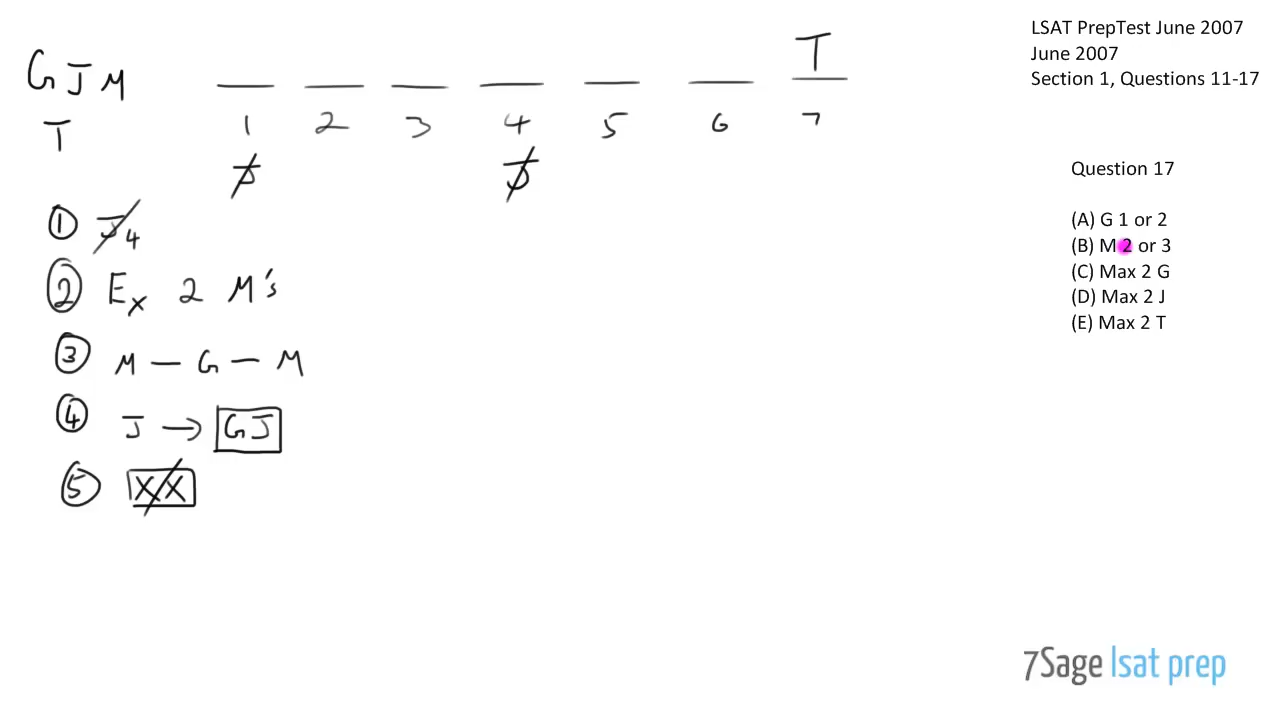 LSAT PrepTest June 2007
June 2007
Section 1, Questions 11-17
T
G J M
T
1 2 3 4 5 6 7
J J
① J4
② Ex 2 M's
③ M — G — M
④ J → GJ
⑤ XX
Question 17
(A) G 1 or 2
(B) M 2 or 3
(C) Max 2 G
(D) Max 2 J
(E) Max 2 T
7Sage lsat prep